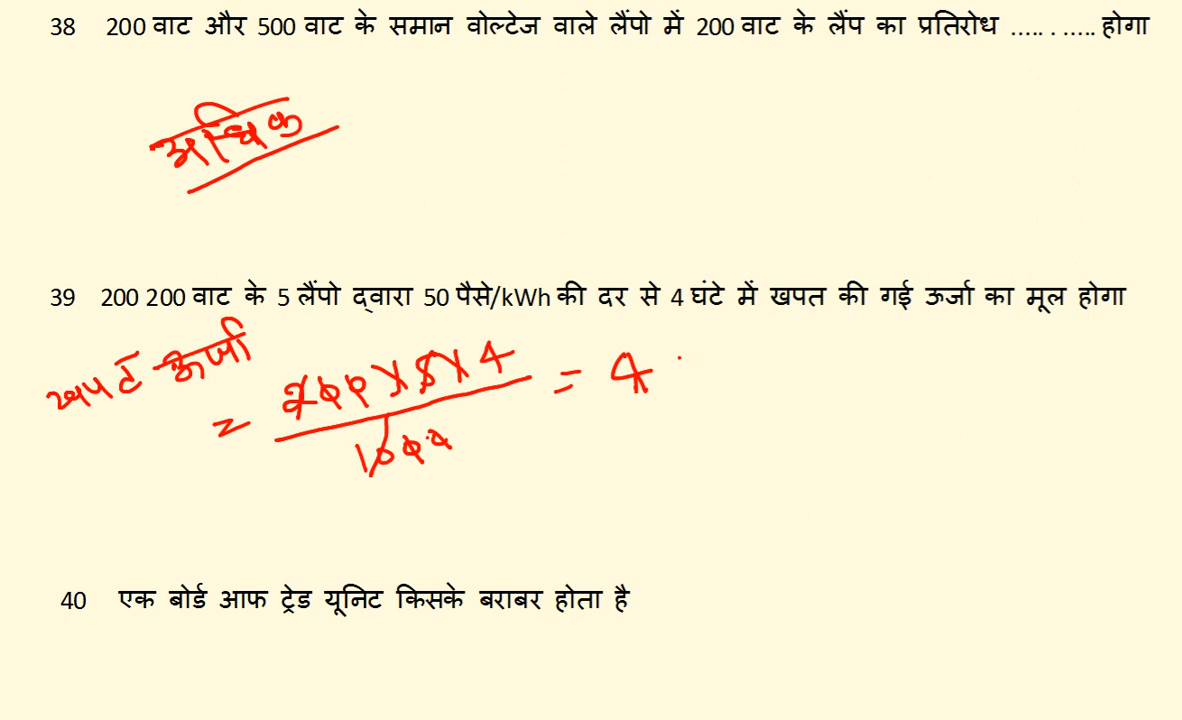 38 200 वाट और 500 वाट के समान वोल्टेज वाले लैंपो में 200 वाट के लैंप का प्रतिरोध ..... . ..... होगा
अधिक
39 200 200 वाट के 5 लैंपो द्वारा 50 पैसे/kWh की दर से 4 घंटे में खपत की गई ऊर्जा का मूल होगा
खपट ऊर्जा
= 200 x 5 x 4 = 4
1000
40 एक बोर्ड आफ ट्रेड यूनिट किसके बराबर होता है